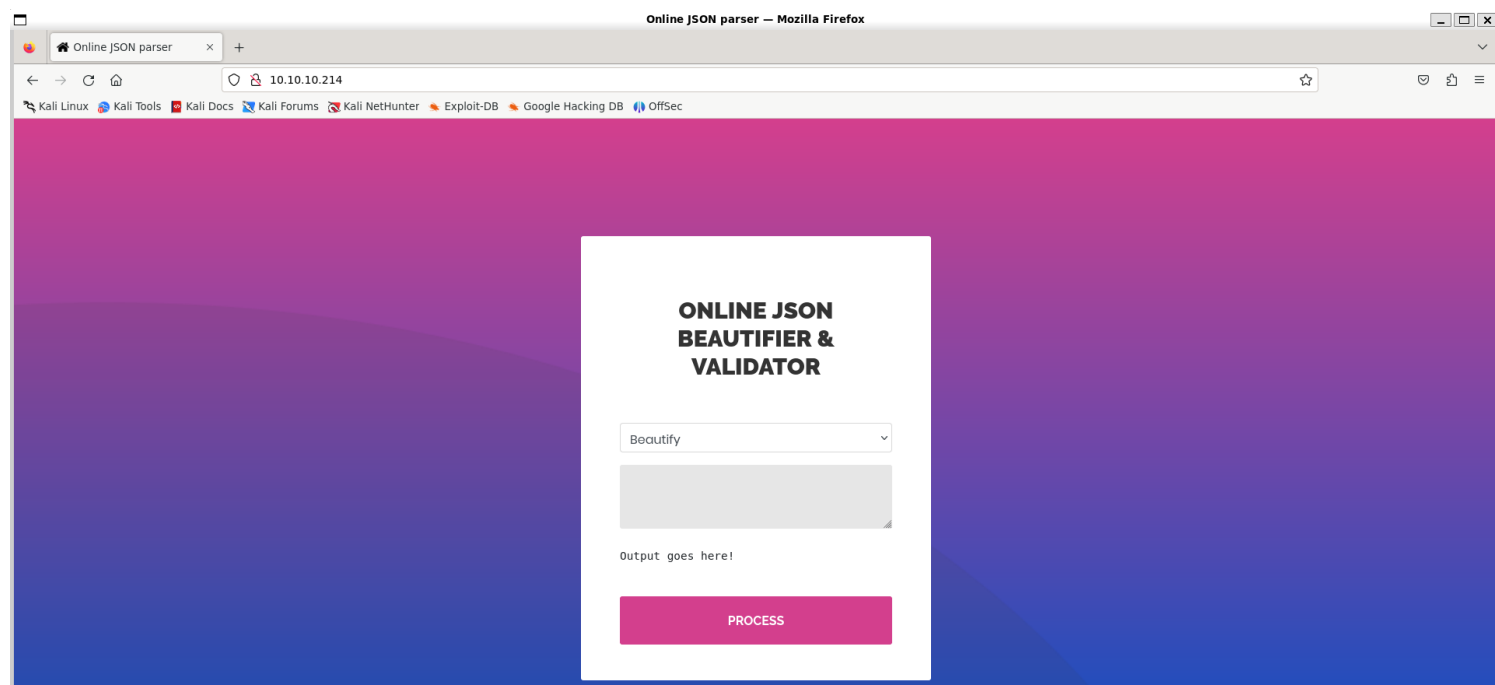 Online JSON parser — Mozilla Firefox
Online JSON parser
10.10.10.214
Kali Linux Kali Tools Kali Docs Kali Forums Kali NetHunter Exploit-DB Google Hacking DB OffSec
ONLINE JSON
BEAUTIFIER &
VALIDATOR
Beautify
Output goes here!
PROCESS